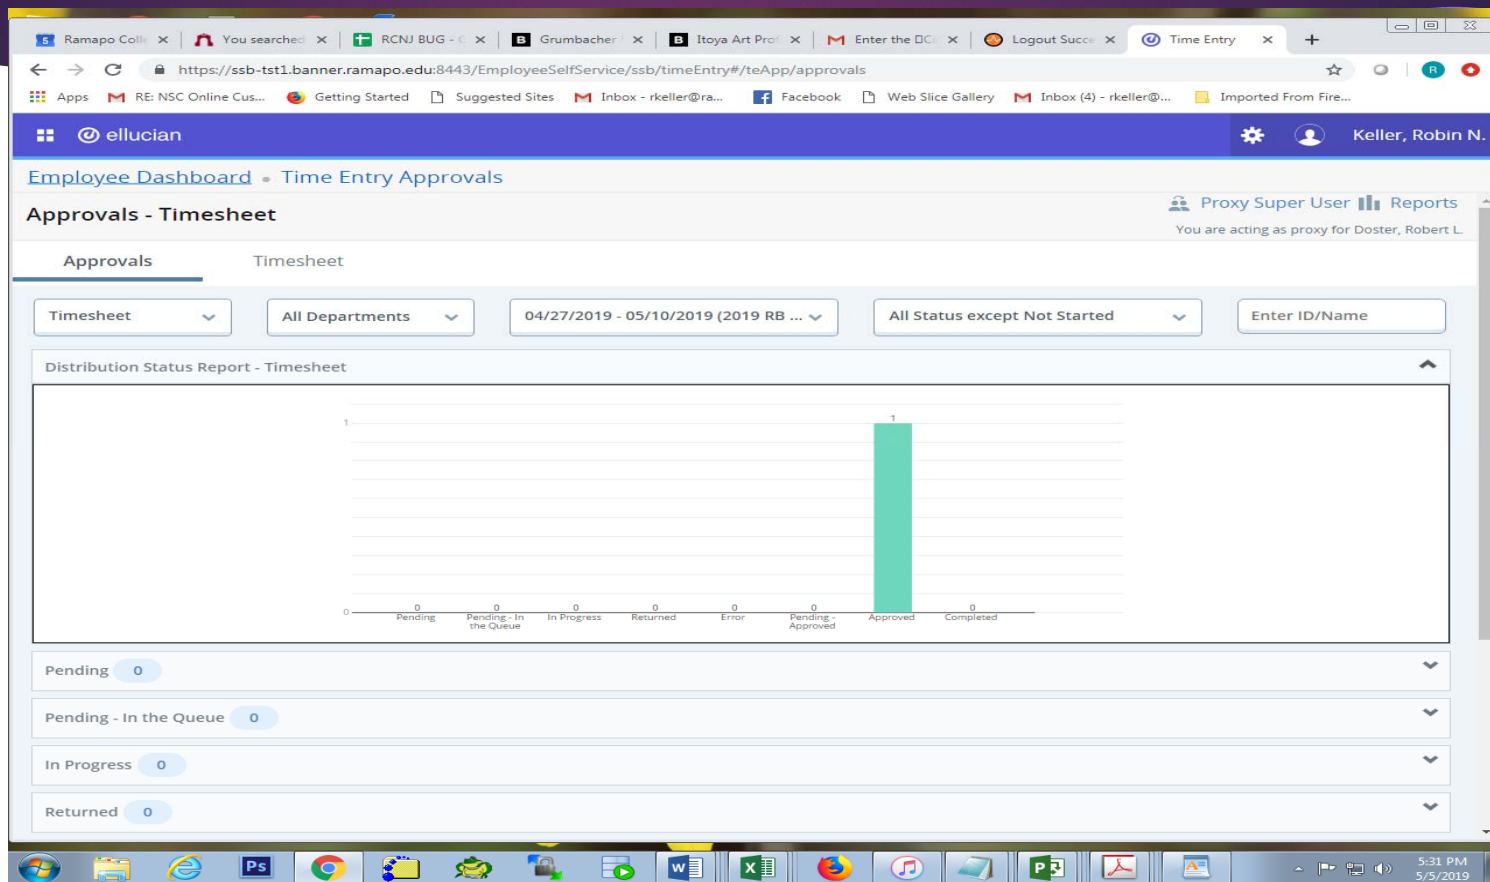 Ramapo Coll
You searched
RCNJ BUG - G
Grumbacher
Itoya Art Prof
Enter the
Logout Succe
Time Entry
https://ssb-tst1.banner.ramapo.edu:8443/EmployeeSelfService/ssb/timeEntry#/teApp/approvals
Apps RE: NSC Online Cus... Getting Started Suggested Sites Inbox - rkeller@ra... Facebook Web Slice Gallery Inbox (4) - rkeller@... Imported From Fire...
ellucian Keller, Robin N.
Employee Dashboard • Time Entry Approvals
Approvals - Timesheet
Proxy Super User Reports
You are acting as proxy for Doster, Robert L.
Approvals Timesheet
Timesheet All Departments 04/27/2019 - 05/10/2019 (2019 RB ... All Status except Not Started Enter ID/Name
Distribution Status Report - Timesheet
1
1
0
0 0 0 0 0 0 0
Pending Pending - In the Queue In Progress Returned Error Pending - Approved Approved Completed
Pending 0
Pending - In the Queue 0
In Progress 0
Returned 0
Ps
5:31 PM
5/5/2019